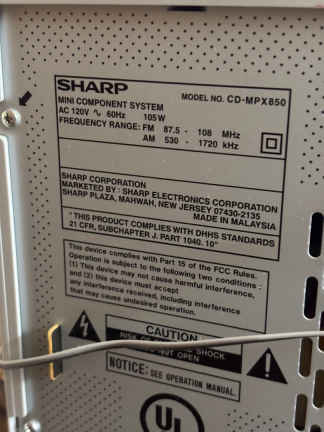 SHARP
MODEL NO. CD-MPX850
MINI COMPONENT SYSTEM
AC 120V ∿ 60Hz 105W
FREQUENCY RANGE: FM 87.5 - 108 MHz
AM 530 - 1720 kHz
SHARP CORPORATION
MARKETED BY : SHARP ELECTRONICS CORPORATION
SHARP PLAZA, MAHWAH, NEW JERSEY 07430-2135
MADE IN MALAYSIA
"THIS PRODUCT COMPLIES WITH DHHS STANDARDS
21 CFR, SUBCHAPTER J. PART 1040. 10"
This device complies with Part 15 of the FCC Rules.
Operation is subject to the following two conditions :
(1) This device may not cause harmful interference,
and (2) this device must accept
any interference received, including interference
that may cause undesired operation.
CAUTION
RISK OF SHOCK.
NOT OPEN
NOTICE: SEE OPERATION MANUAL.
UL